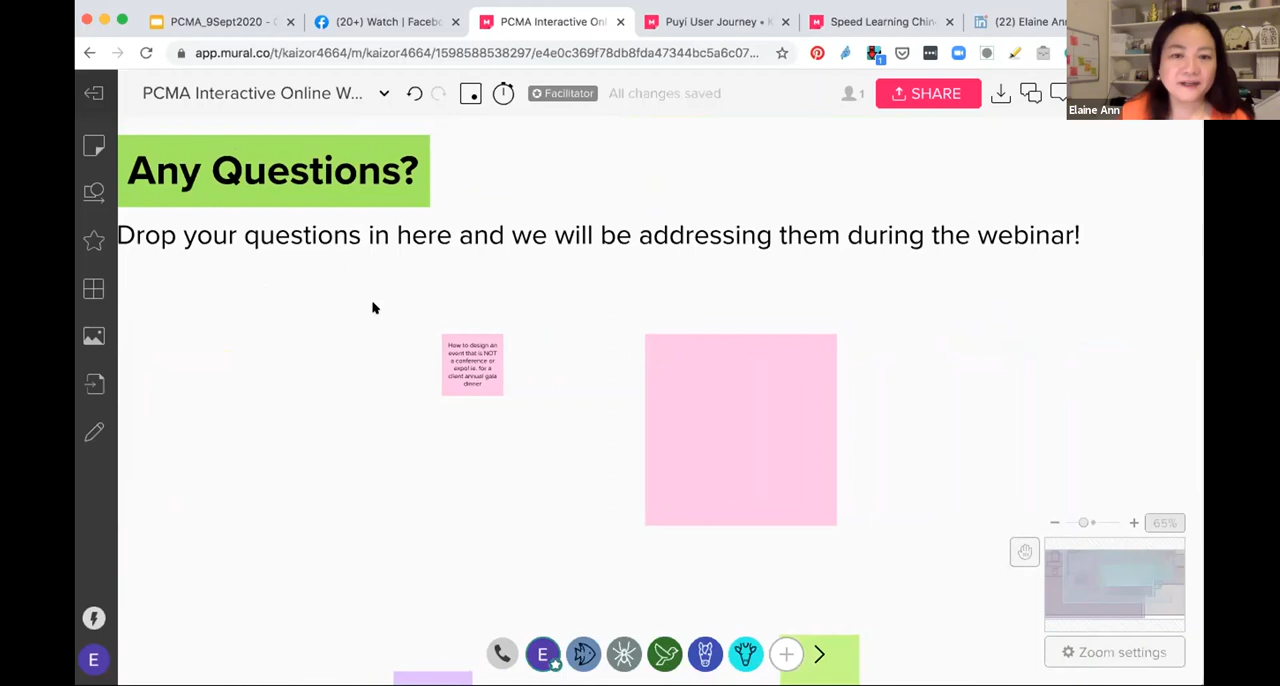 PCMA_9Sept2020 -
(20+) Watch | Faceb
PCMA Interactive Onl
Puyi User Journey •
Speed Learning Chin
(22) Elaine Ann
app.mural.co/t/kaizor4664/m/kaizor4664/1598588538297/e4e0c369f78db8fda47344bc5a6c07...
1
PCMA Interactive Online W...
Facilitator
All changes saved
1
SHARE
Elaine Ann
Any Questions?
Drop your questions in here and we will be addressing them during the webinar!
How to design an
event that is NOT
a conference or
expo! ie. for a
client annual gala
dinner
65%
Zoom settings
E
E